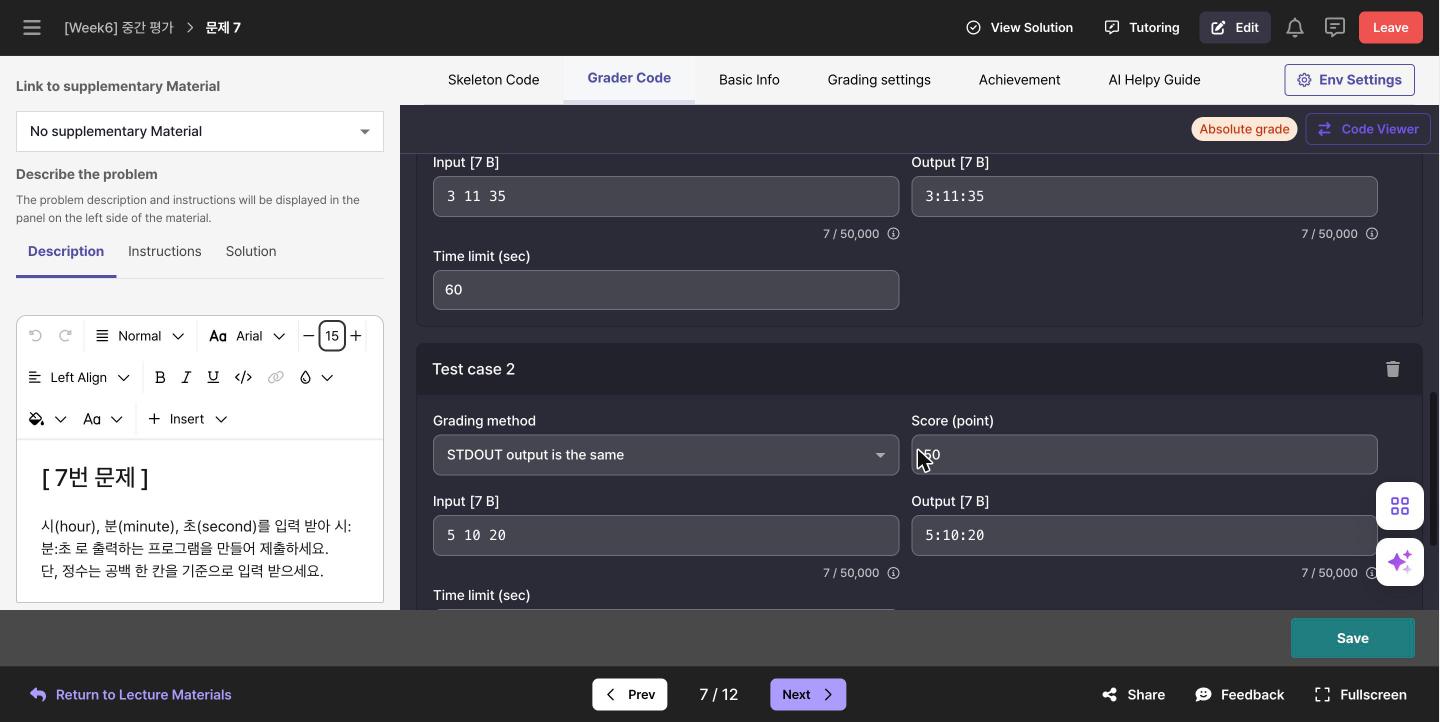 [Week6] 중간 평가 > 문제 7
View Solution
Tutoring
Edit
Leave
Link to supplementary Material
No supplementary Material
Describe the problem
The problem description and instructions will be displayed in the
panel on the left side of the material.
Description Instructions Solution
Normal Aa Arial 15
Left Align B I U </>
Aa Insert
[ 7번 문제 ]
시(hour), 분(minute), 초(second)를 입력 받아 시:
분:초 로 출력하는 프로그램을 만들어 제출하세요.
단, 정수는 공백 한 칸을 기준으로 입력 받으세요.
Skeleton Code Grader Code Basic Info Grading settings Achievement AI Helpy Guide Env Settings
Absolute grade Code Viewer
Input [7 B] Output [7 B]
3 11 35 3:11:35
7 / 50,000 7 / 50,000
Time limit (sec)
60
Test case 2
Grading method Score (point)
STDOUT output is the same 50
Input [7 B] Output [7 B]
5 10 20 5:10:20
7 / 50,000 7 / 50,000
Time limit (sec)
Save
Return to Lecture Materials
Prev 7 / 12 Next
Share Feedback Fullscreen